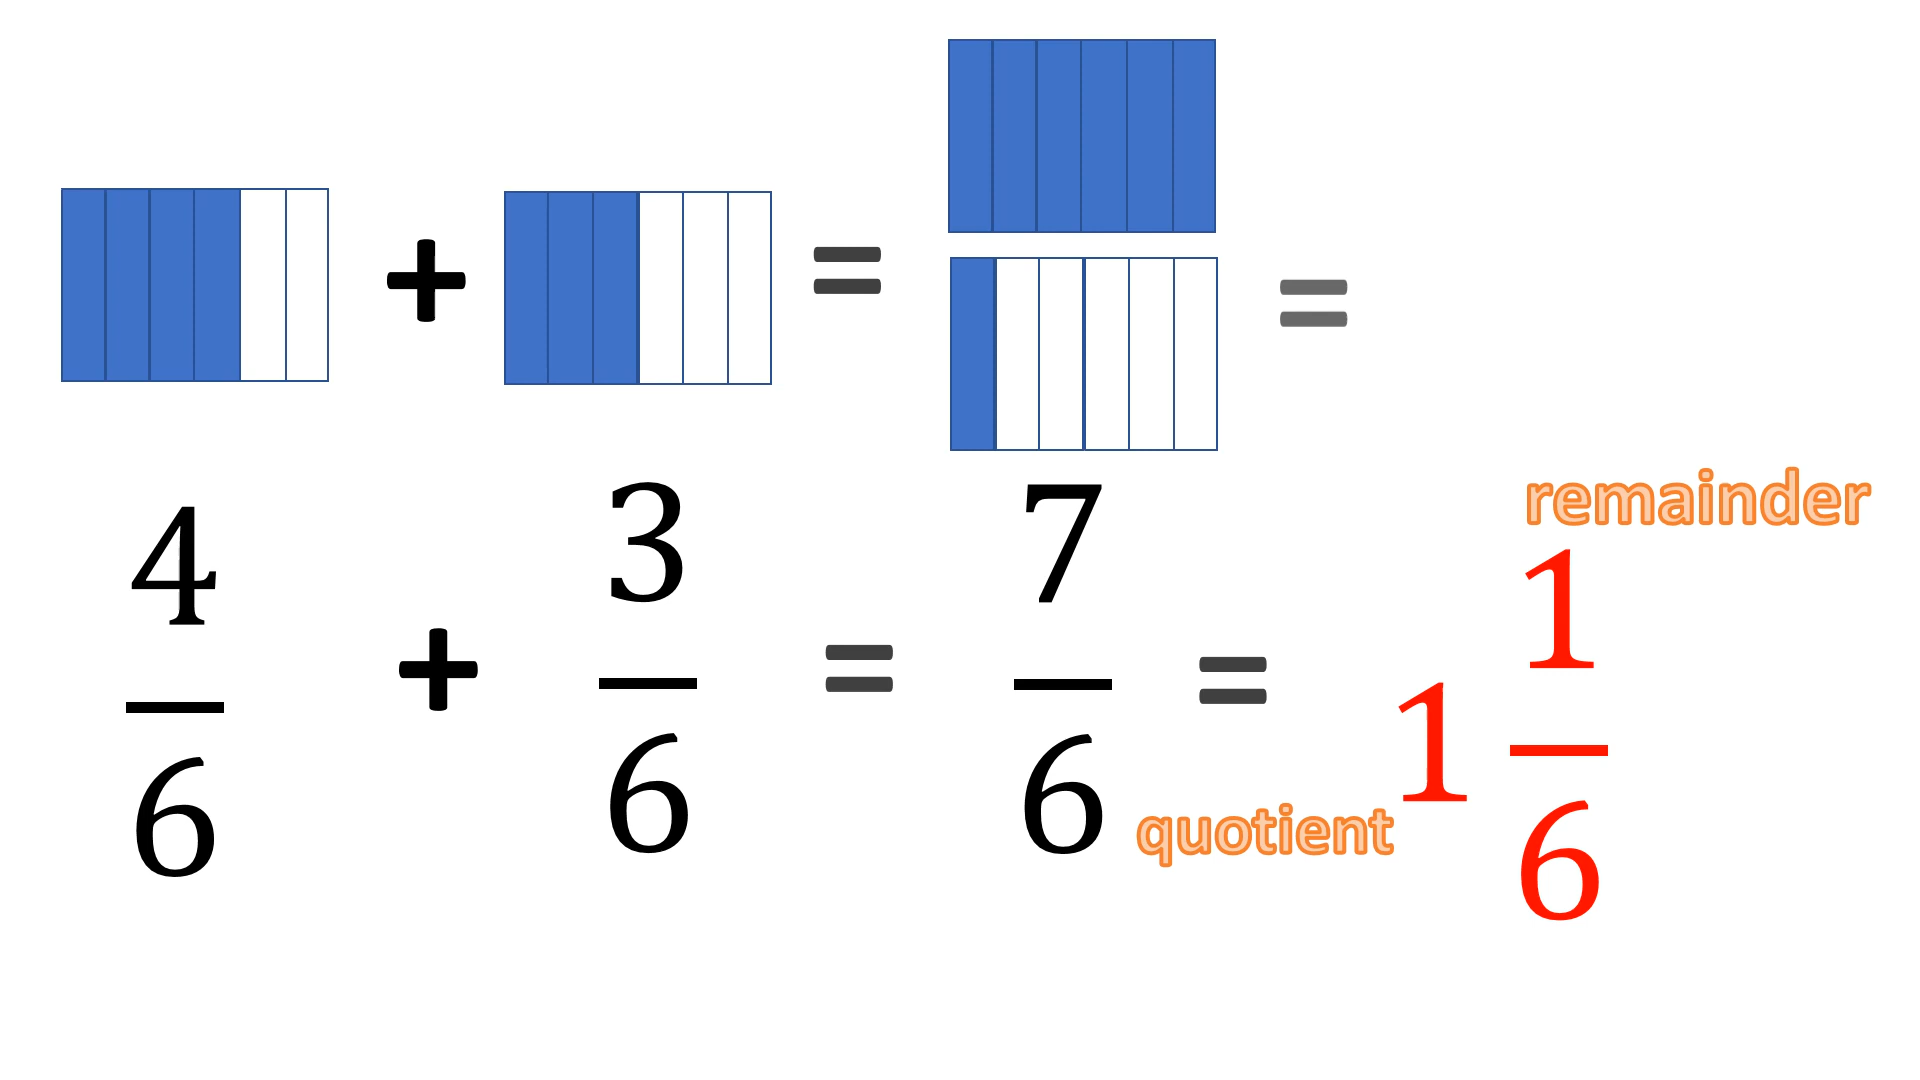 + = =
remainder
4/6 + 3/6 = 7/6 = 1 1/6
quotient